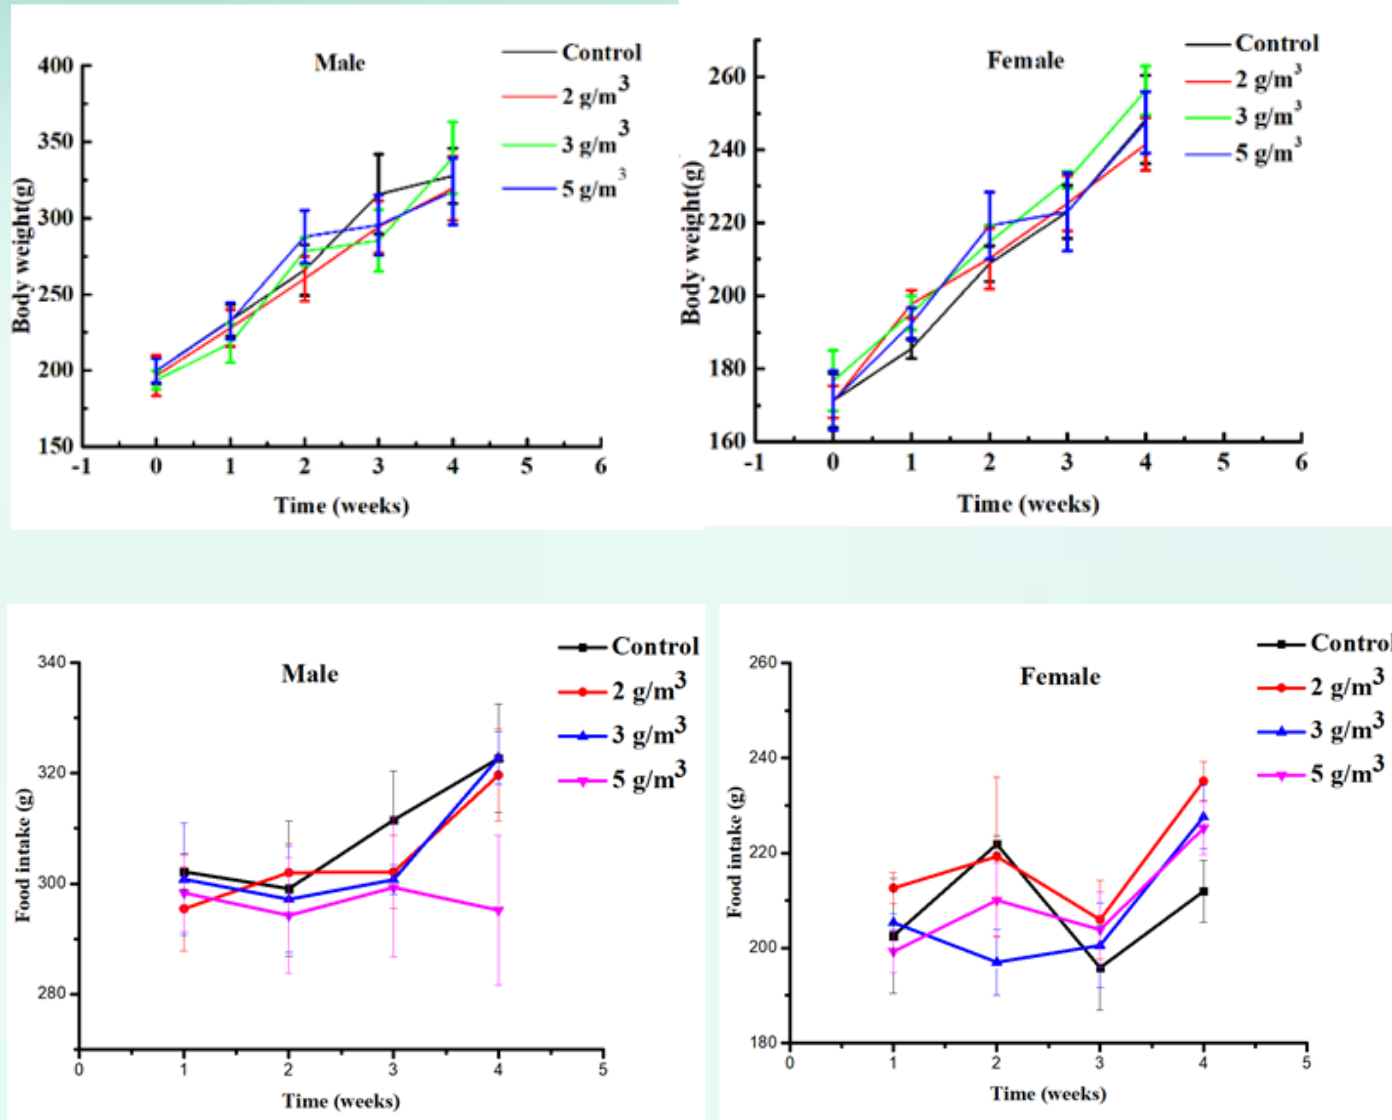 Male
Control
2 g/m³
3 g/m³
5 g/m³
400
350
300
250
200
150
-1 0 1 2 3 4 5 6
Body weight(g)
Time (weeks)
Female
Control
2 g/m³
3 g/m³
5 g/m³
260
240
220
200
180
160
-1 0 1 2 3 4 5 6
Body weight(g)
Time (weeks)
Male
Control
2 g/m³
3 g/m³
5 g/m³
340
320
300
280
0 1 2 3 4 5
Food intake (g)
Time (weeks)
Female
Control
2 g/m³
3 g/m³
5 g/m³
260
240
220
200
180
0 1 2 3 4 5
Food intake (g)
Time (weeks)